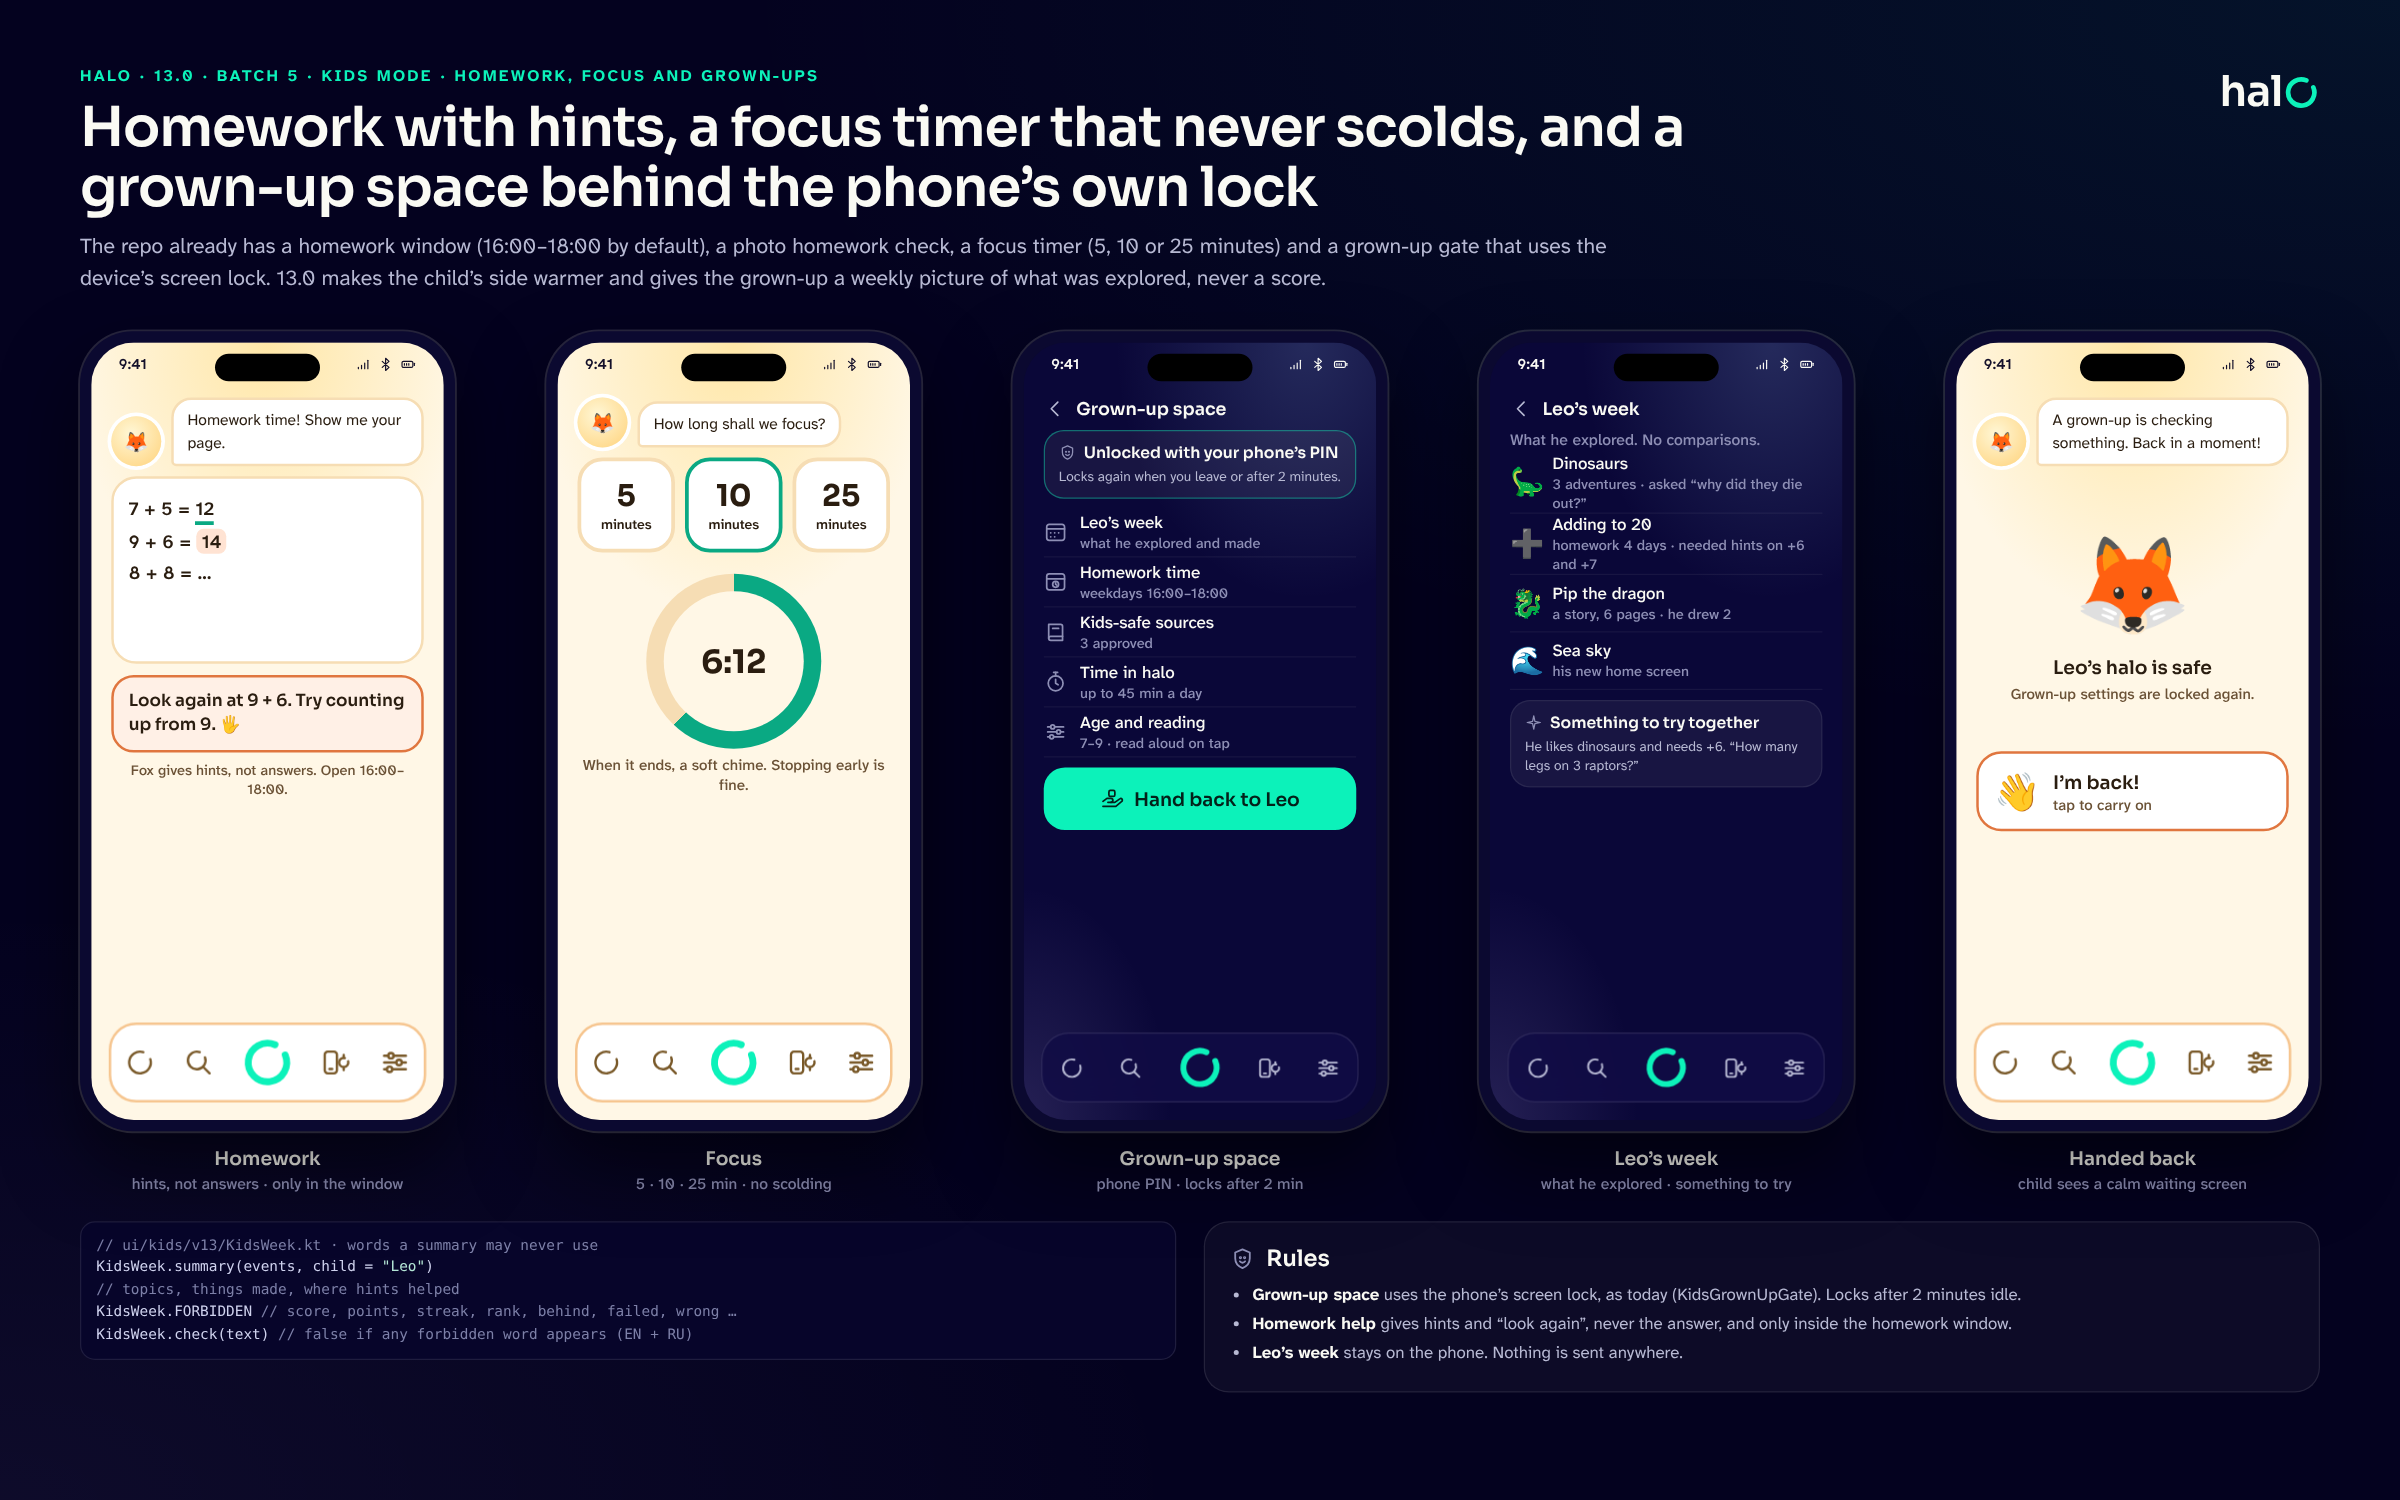 HALO · 13.0 · BATCH 5 · KIDS MODE · HOMEWORK, FOCUS AND GROWN-UPS
halo
Homework with hints, a focus timer that never scolds, and a
grown-up space behind the phone’s own lock
The repo already has a homework window (16:00–18:00 by default), a photo homework check, a focus timer (5, 10 or 25 minutes) and a grown-up gate that uses the
device’s screen lock. 13.0 makes the child’s side warmer and gives the grown-up a weekly picture of what was explored, never a score.
9:41
Homework time! Show me your
page.
7 + 5 = 12
9 + 6 = 14
8 + 8 = ...
Look again at 9 + 6. Try counting
up from 9. 🖐
Fox gives hints, not answers. Open 16:00–
18:00.
Homework
hints, not answers · only in the window
9:41
How long shall we focus?
5
minutes
10
minutes
25
minutes
6:12
When it ends, a soft chime. Stopping early is
fine.
Focus
5 · 10 · 25 min · no scolding
9:41
Grown-up space
Unlocked with your phone’s PIN
Locks again when you leave or after 2 minutes.
Leo’s week
what he explored and made
Homework time
weekdays 16:00–18:00
Kids-safe sources
3 approved
Time in halo
up to 45 min a day
Age and reading
7–9 · read aloud on tap
Hand back to Leo
Grown-up space
phone PIN · locks after 2 min
9:41
Leo’s week
What he explored. No comparisons.
Dinosaurs
3 adventures · asked “why did they die
out?”
Adding to 20
homework 4 days · needed hints on +6
and +7
Pip the dragon
a story, 6 pages · he drew 2
Sea sky
his new home screen
Something to try together
He likes dinosaurs and needs +6. “How many
legs on 3 raptors?”
Leo’s week
what he explored · something to try
9:41
A grown-up is checking
something. Back in a moment!
Leo’s halo is safe
Grown-up settings are locked again.
I’m back!
tap to carry on
Handed back
child sees a calm waiting screen
// ui/kids/v13/KidsWeek.kt · words a summary may never use
KidsWeek.summary(events, child = "Leo")
// topics, things made, where hints helped
KidsWeek.FORBIDDEN // score, points, streak, rank, behind, failed, wrong …
KidsWeek.check(text) // false if any forbidden word appears (EN + RU)
Rules
• Grown-up space uses the phone’s screen lock, as today (KidsGrownUpGate). Locks after 2 minutes idle.
• Homework help gives hints and “look again”, never the answer, and only inside the homework window.
• Leo’s week stays on the phone. Nothing is sent anywhere.